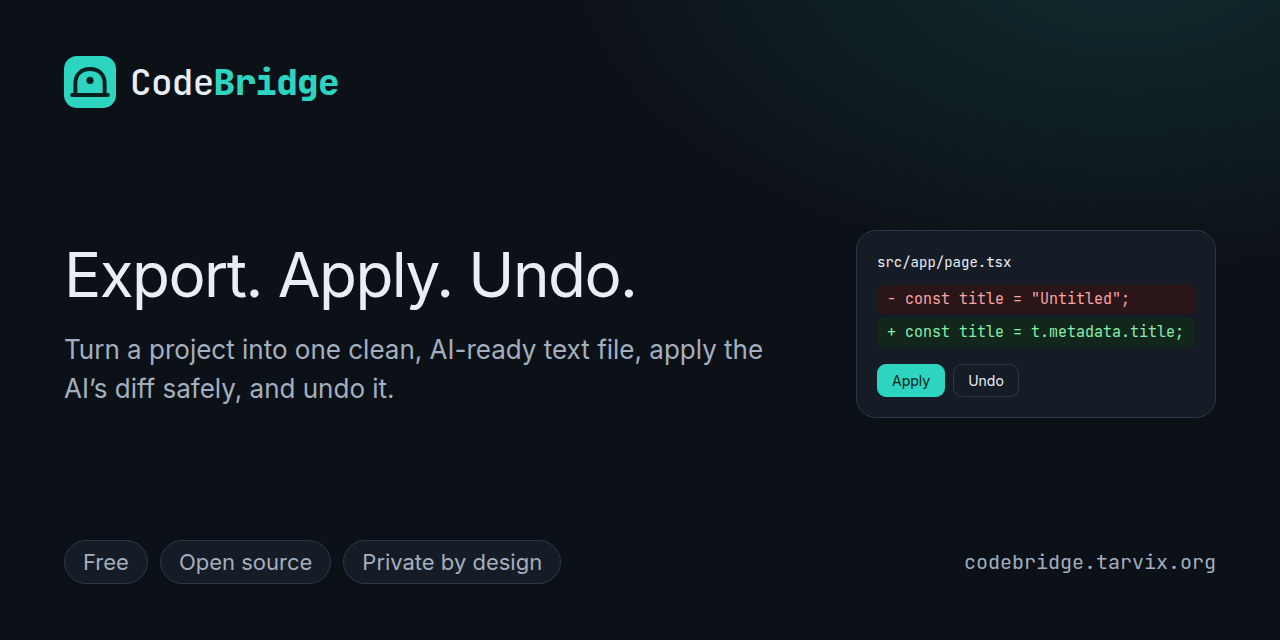 CodeBridge
Export. Apply. Undo.
Turn a project into one clean, AI-ready text file, apply the
AI’s diff safely, and undo it.
src/app/page.tsx
- const title = "Untitled";
+ const title = t.metadata.title;
Apply Undo
Free Open source Private by design
codebridge.tarvix.org